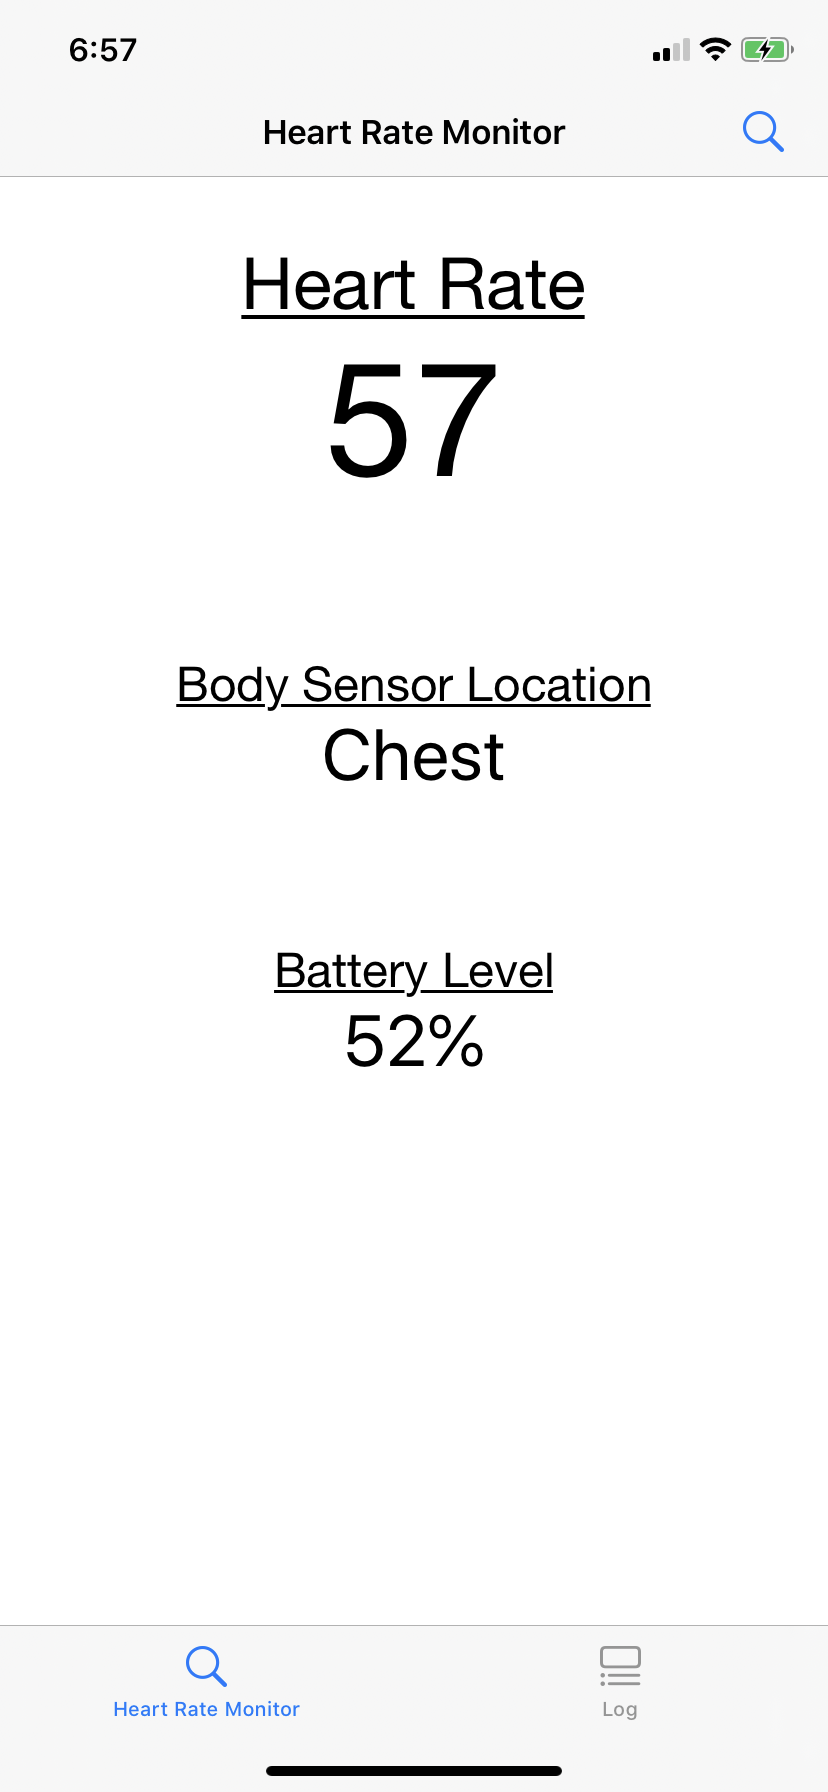 6:57
Heart Rate Monitor
Heart Rate
57
Body Sensor Location
Chest
Battery Level
52%
Heart Rate Monitor
Log